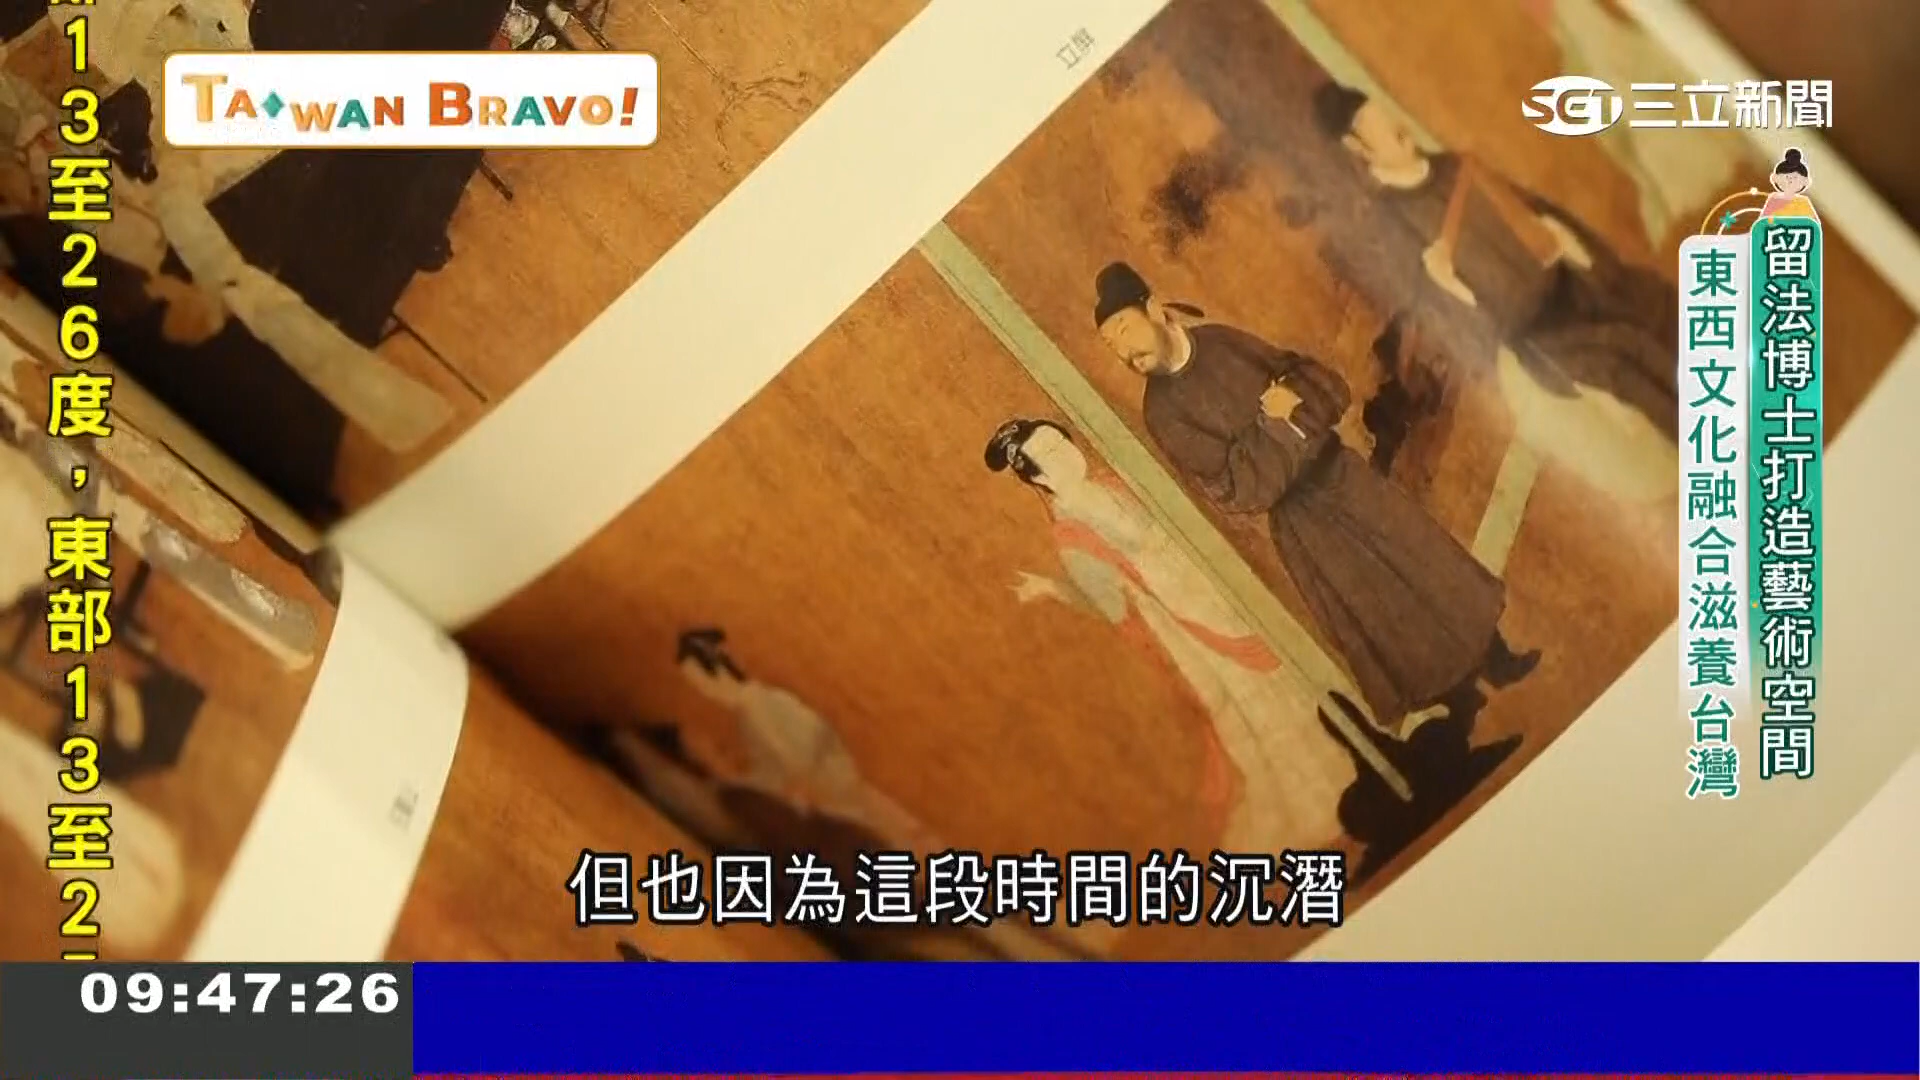 TAIWAN BRAVO!
SET三立新聞
留法博士打造藝術空間
東西文化融合滋養台灣
13至26度，東部13至2
但也因為這段時間的沉潛
09:47:26